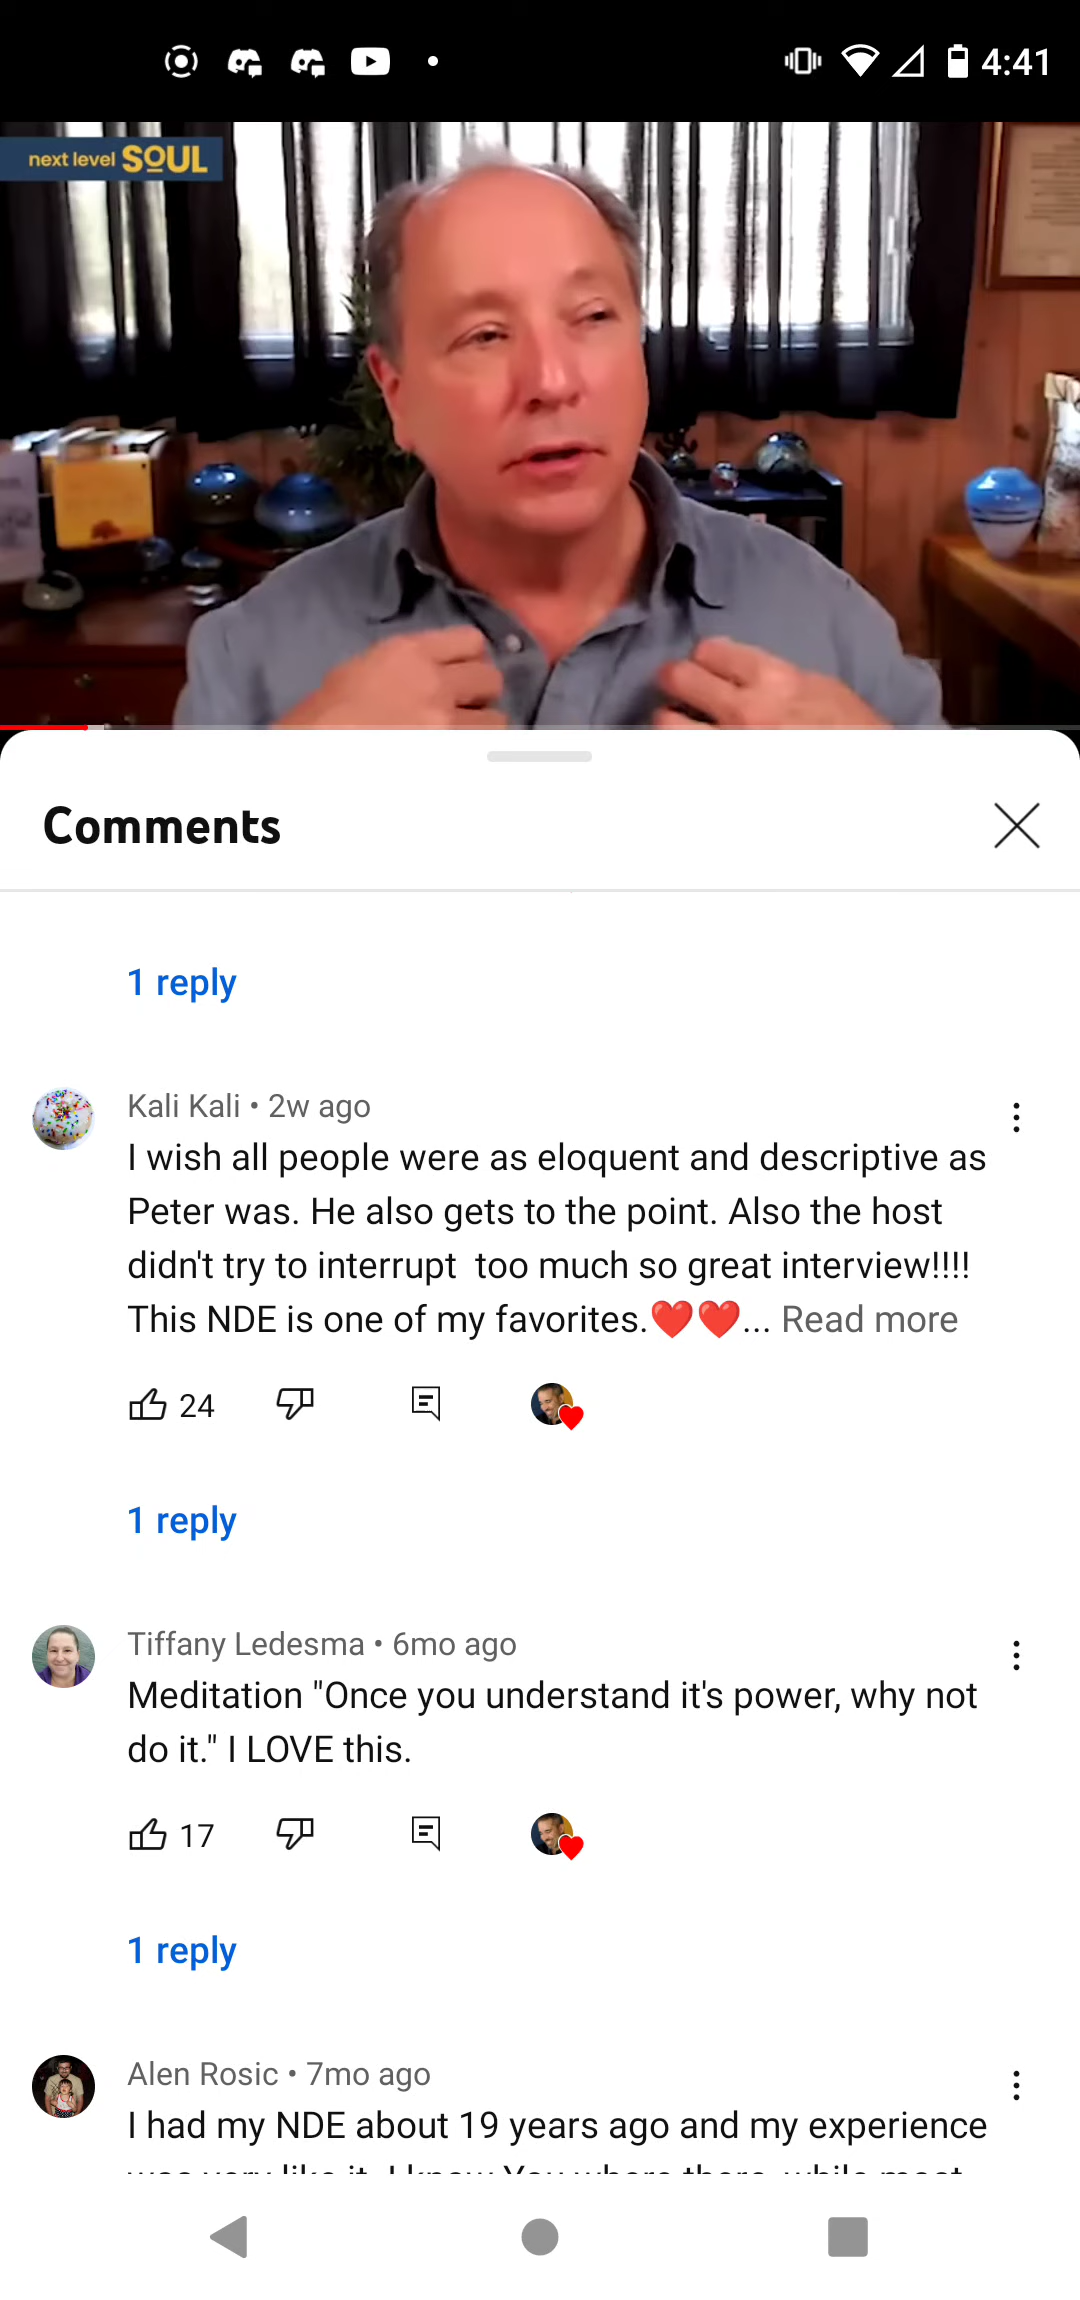 4:41
next level SOUL
Comments
1 reply
Kali Kali • 2w ago
I wish all people were as eloquent and descriptive as
Peter was. He also gets to the point. Also the host
didn't try to interrupt  too much so great interview!!!!
This NDE is one of my favorites.❤️❤️... Read more
24
1 reply
Tiffany Ledesma • 6mo ago
Meditation "Once you understand it's power, why not
do it." I LOVE this.
17
1 reply
Alen Rosic • 7mo ago
I had my NDE about 19 years ago and my experience